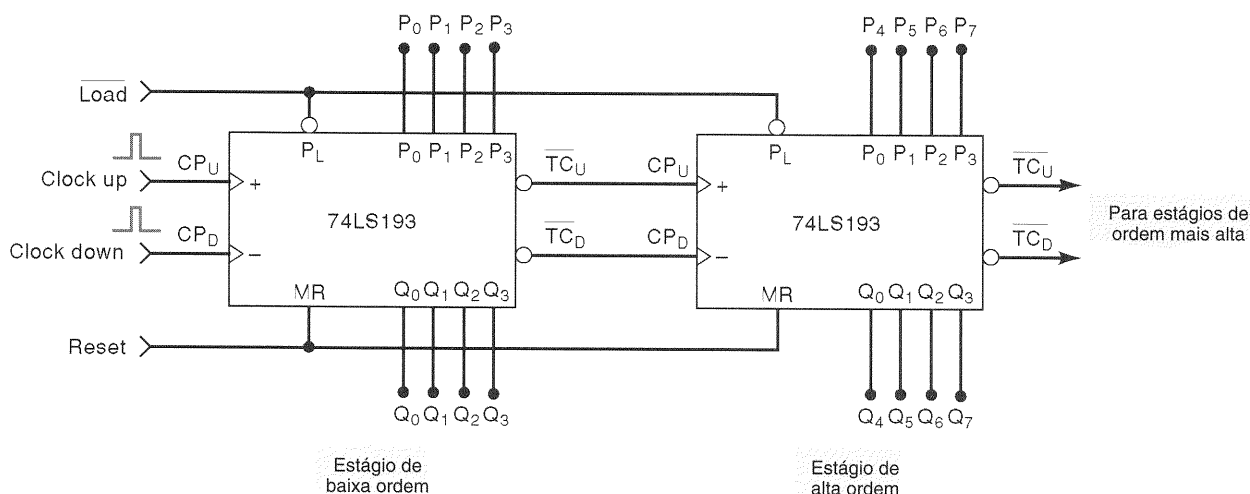 P0 P1 P2 P3
P4 P5 P6 P7
Load
PL
P0 P1 P2 P3
PL
P0 P1 P2 P3
Clock up
CPU
+
TCU
CPU
+
TCU
74LS193
74LS193
Para estágios de
ordem mais alta
Clock down
CPD
–
TCD
CPD
–
TCD
MR
Q0 Q1 Q2 Q3
MR
Q0 Q1 Q2 Q3
Reset
Q0 Q1 Q2 Q3
Q4 Q5 Q6 Q7
Estágio de
baixa ordem
Estágio de
alta ordem